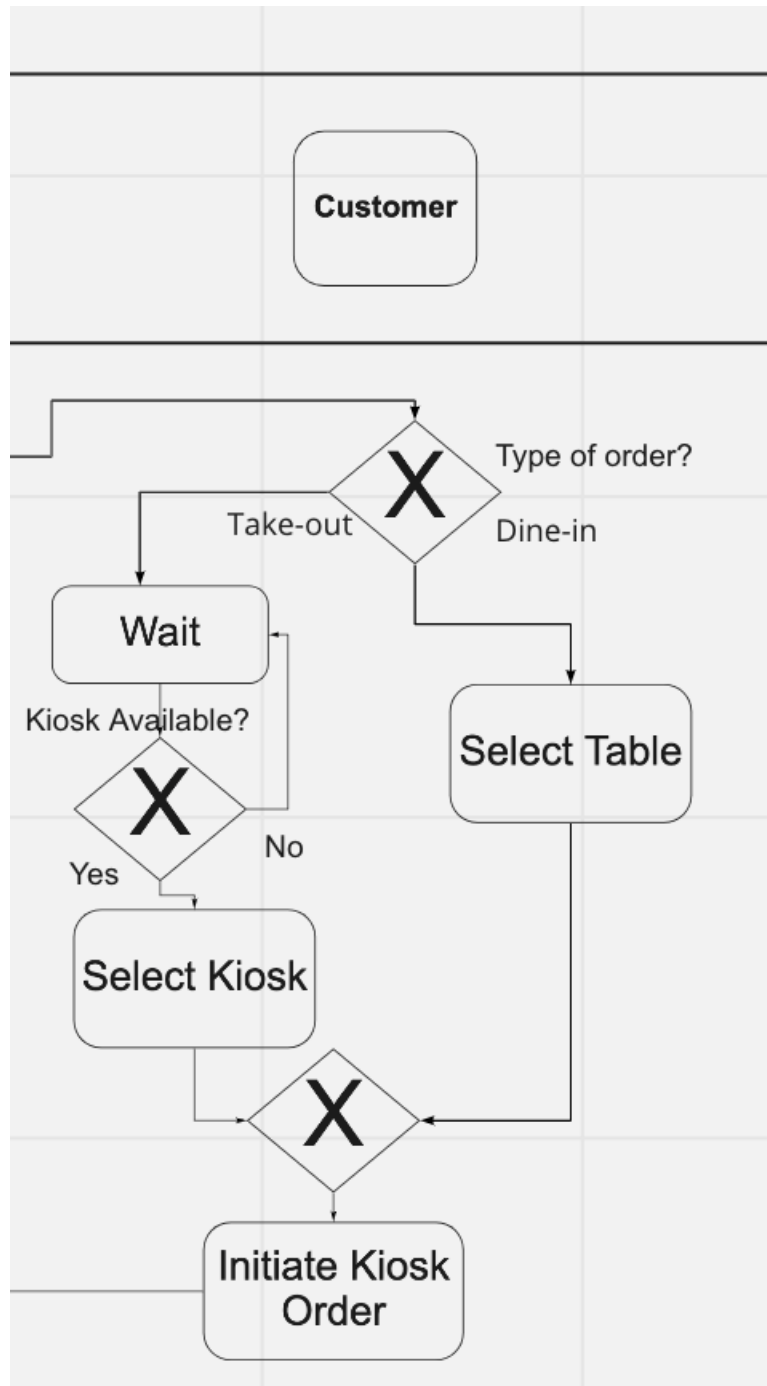 Customer
X
Type of order?
Take-out
Dine-in
Wait
Kiosk Available?
Select Table
X
No
Yes
Select Kiosk
X
Initiate Kiosk
Order